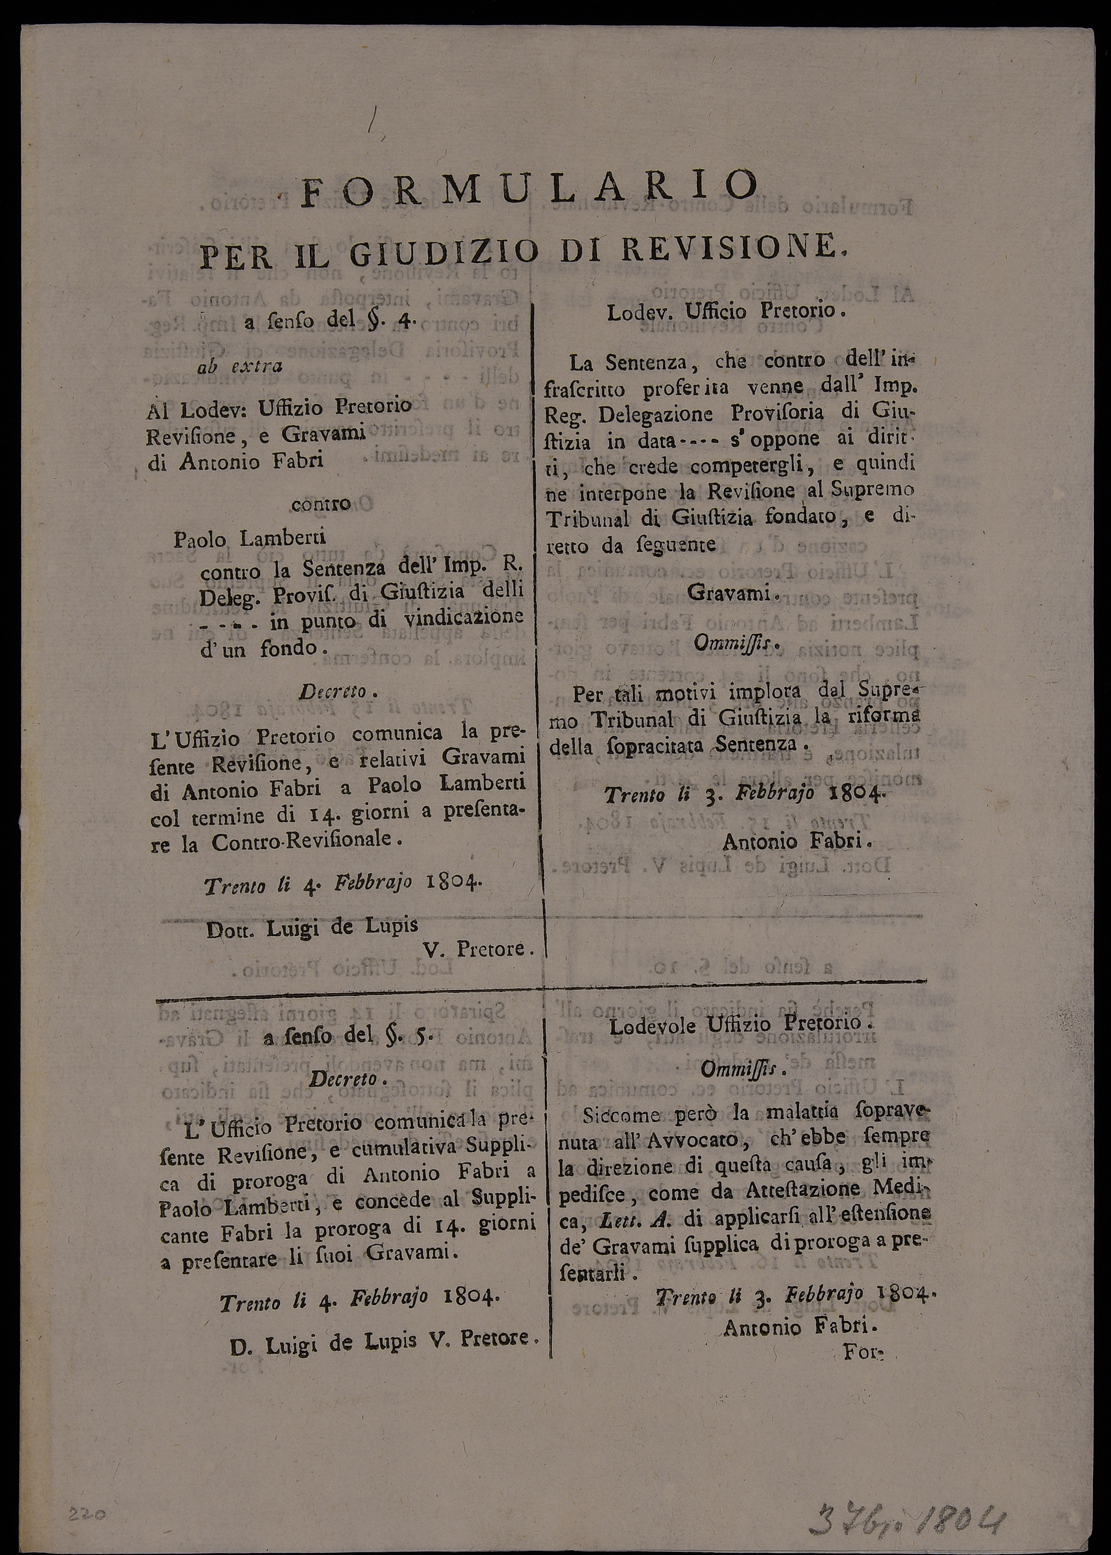 FORMULARIO
PER IL GIUDIZIO DI REVISIONE.
a ſenſo del §. 4.
ab extra
Al Lodev: Uffizio Pretorio
Reviſione, e Gravami
di Antonio Fabri
contro
Paolo Lamberti
contro la Sentenza dell' Imp. R.
Deleg. Proviſ. di Giuſtizia delli
---- in punto di vindicazione
d'un fondo.
Decreto.
L'Uffizio Pretorio comunica la pre-
ſente Reviſione, e relativi Gravami
di Antonio Fabri a Paolo Lamberti
col termine di 14. giorni a preſenta-
re la Contro-Reviſionale.
Trento li 4. Febbrajo 1804.
Dott. Luigi de Lupis
V. Pretore.
Lodev. Ufficio Pretorio.
La Sentenza, che contro dell' in-
fraſcritto proferita venne dall' Imp.
Reg. Delegazione Proviſoria di Giu-
ſtizia in data---- s'oppone ai dirit-
ti, che crede competergli, e quindi
ne interpone la Reviſione al Supremo
Tribunal di Giuſtizia fondato, e di-
retto da ſeguente
Gravami.
Ommiſſis.
Per tali motivi implora dal Supre-
mo Tribunal di Giuſtizia la riforma
della ſopracitata Sentenza.
Trento li 3. Febbrajo 1804.
Antonio Fabri.
a ſenſo del §. 5.
Decreto.
L'Ufficio Pretorio comunica la pre-
ſente Reviſione, e cumulativa Suppli-
ca di proroga di Antonio Fabri a
Paolo Lamberti, e concede al Suppli-
cante Fabri la proroga di 14. giorni
a preſentare li ſuoi Gravami.
Trento li 4. Febbrajo 1804.
D. Luigi de Lupis V. Pretore.
Lodevole Uffizio Pretorio.
Ommiſſis.
Siccome però la malattia ſoprave-
nuta all' Avvocato, ch'ebbe ſempre
la direzione di queſta cauſa, gli im-
pediſce, come da Atteſtazione Medi-
ca, Lett. A. di applicarſi all' eſtenſione
de' Gravami ſupplica di proroga a pre-
ſentarli.
Trento li 3. Febbrajo 1804.
Antonio Fabri.
For-
220
3 7br. 1804